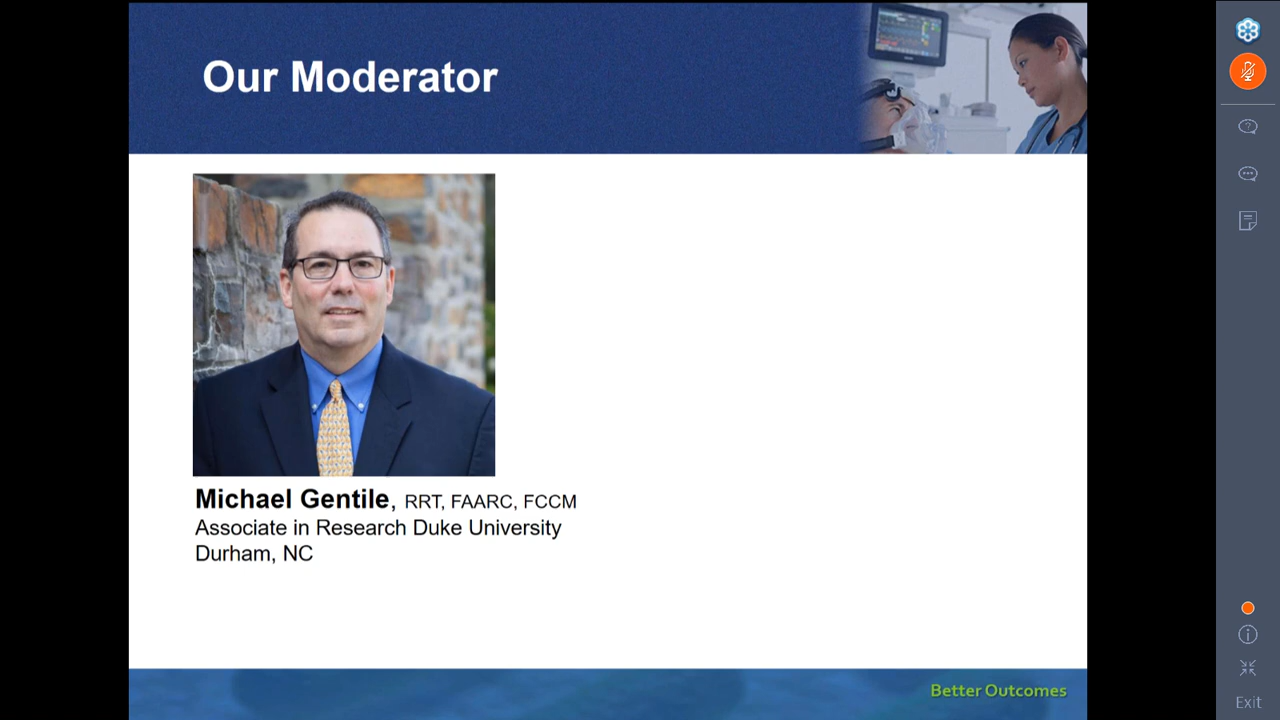 Our Moderator
Michael Gentile, RRT, FAARC, FCCM
Associate in Research Duke University
Durham, NC
Better Outcomes
Exit